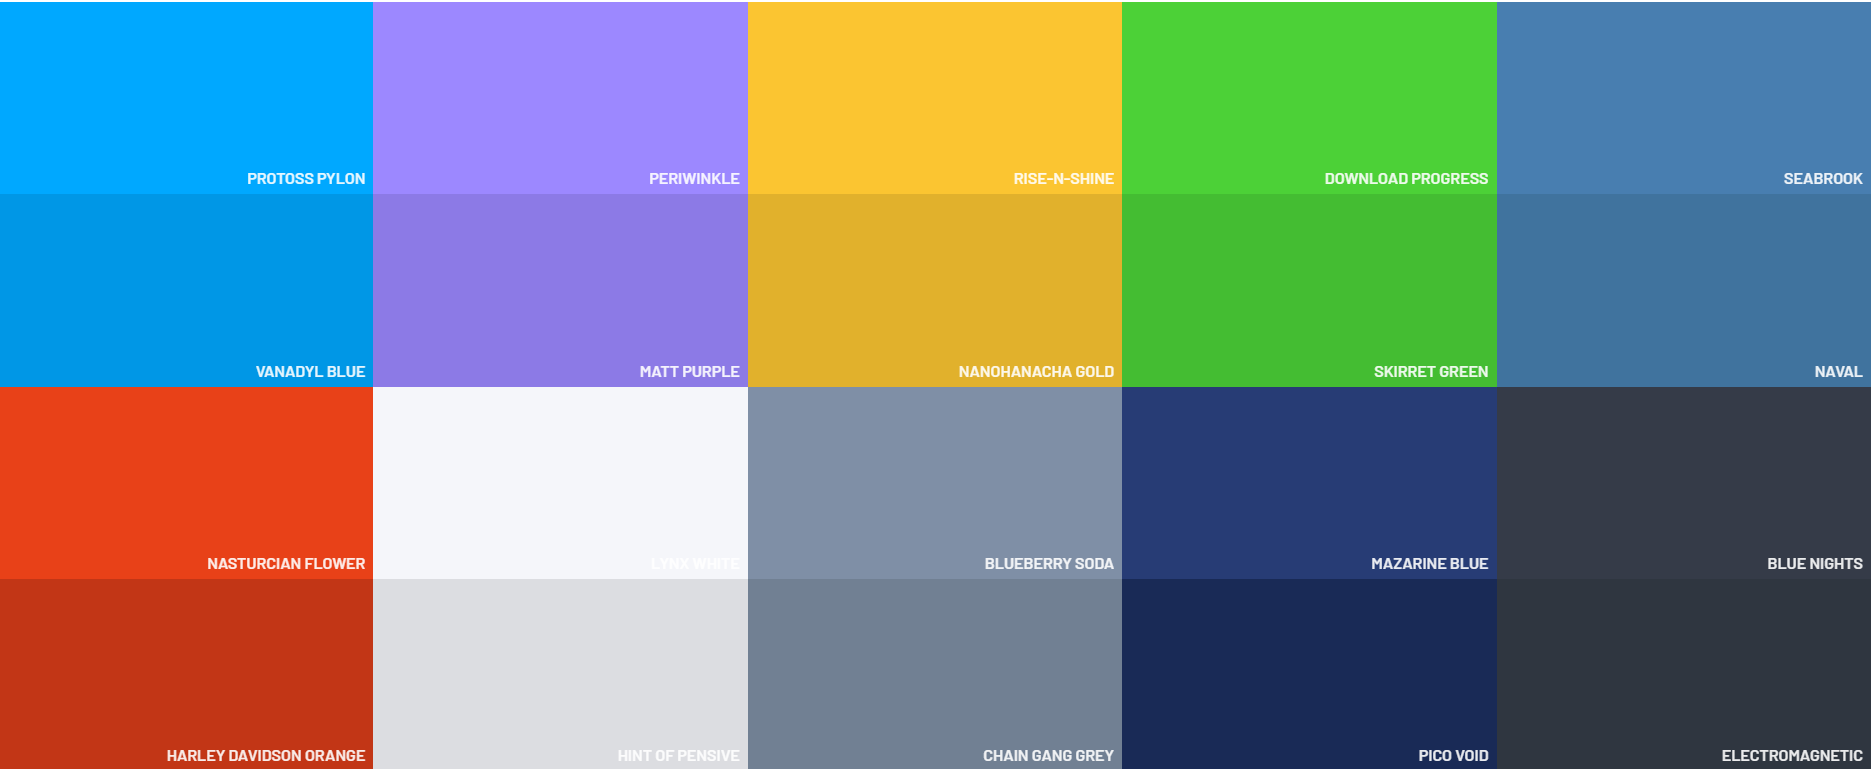 PROTOSS PYLON
PERIWINKLE
RISE-N-SHINE
DOWNLOAD PROGRESS
SEABROOK
VANADYL BLUE
MATT PURPLE
NANOHANACHA GOLD
SKIRRET GREEN
NAVAL
NASTURCIAN FLOWER
LYNX WHITE
BLUEBERRY SODA
MAZARINE BLUE
BLUE NIGHTS
HARLEY DAVIDSON ORANGE
HINT OF PENSIVE
CHAIN GANG GREY
PICO VOID
ELECTROMAGNETIC